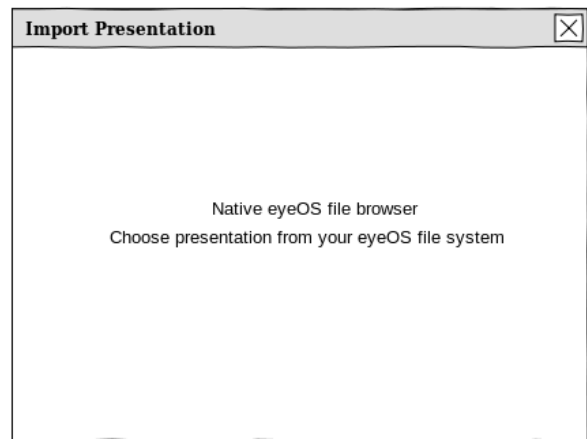 Import Presentation
Native eyeOS file browser
Choose presentation from your eyeOS file system